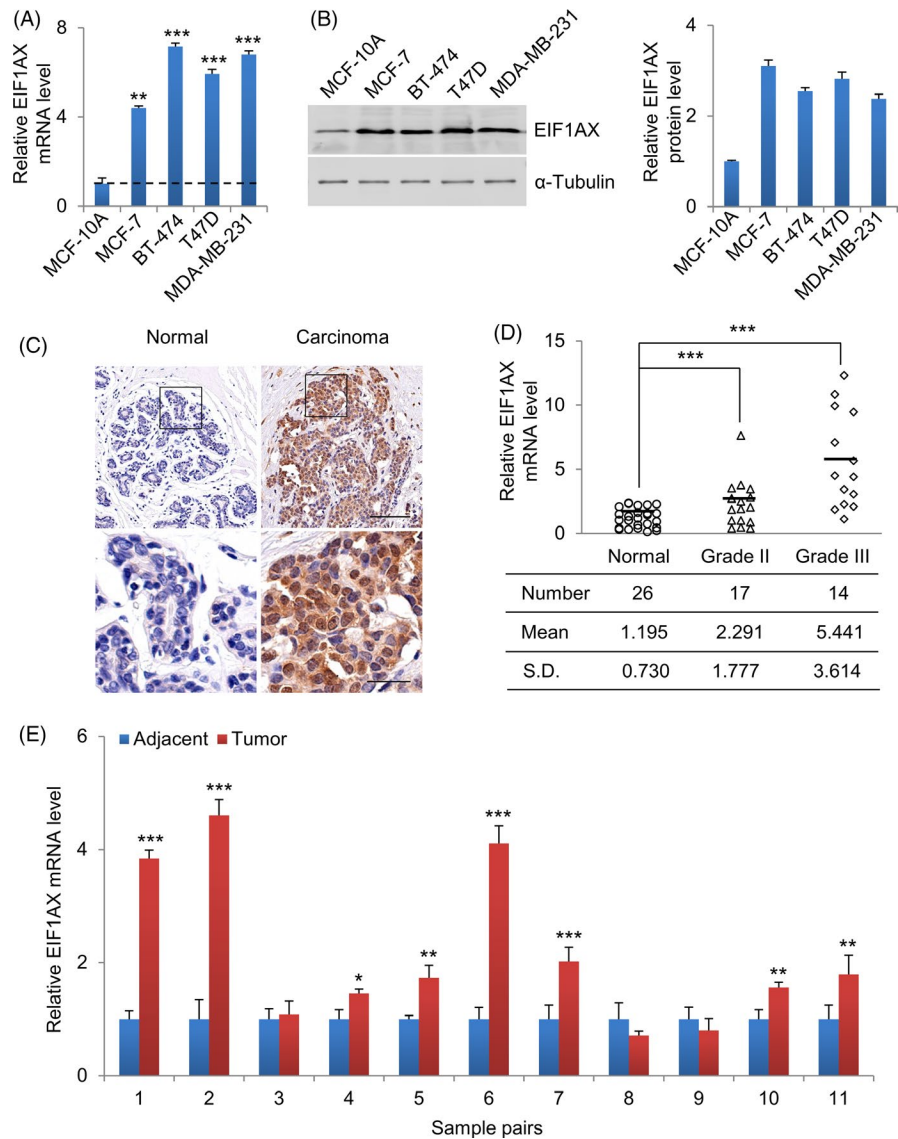 (A)
Relative EIF1AX
mRNA level
8
4
0
**
***
***
***
MCF-10A
MCF-7
BT-474
T47D
MDA-MB-231
(B)
MCF-10A
MCF-7
BT-474
T47D
MDA-MB-231
EIF1AX
α-Tubulin
Relative EIF1AX
protein level
4
2
0
MCF-10A
MCF-7
BT-474
T47D
MDA-MB-231
(C)
Normal Carcinoma
(D)
Relative EIF1AX
mRNA level
15
10
5
0
***
***
Normal Grade II Grade III
Number 26 17 14
Mean 1.195 2.291 5.441
S.D. 0.730 1.777 3.614
(E)
Relative EIF1AX mRNA level
6
4
2
0
Adjacent Tumor
***
***
*
**
***
***
**
**
1 2 3 4 5 6 7 8 9 10 11
Sample pairs